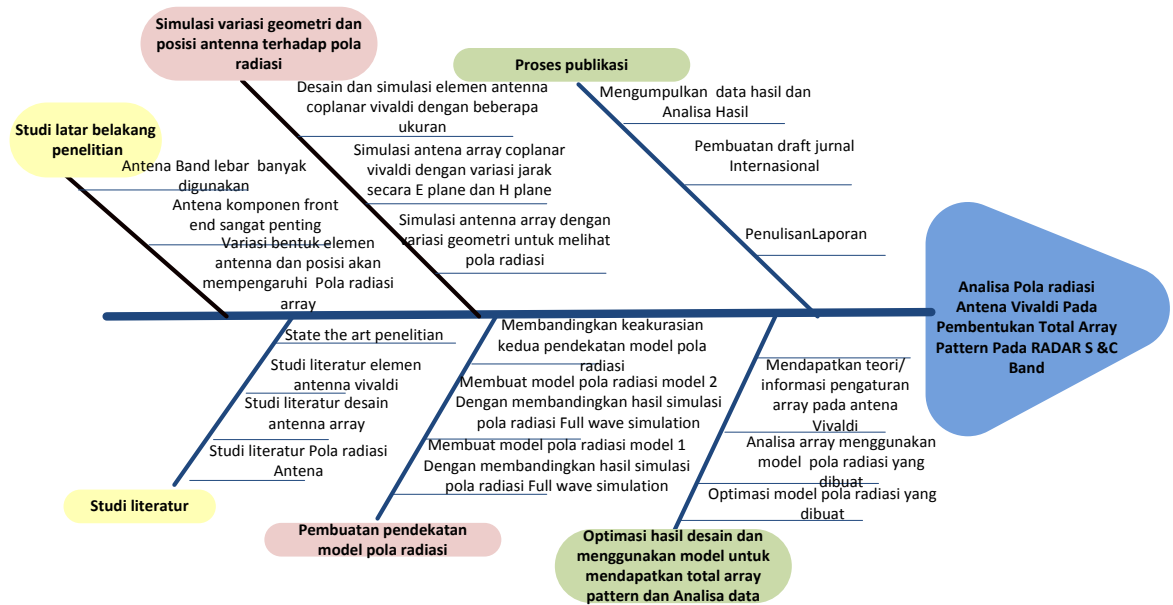 Simulasi variasi geometri dan
posisi antenna terhadap pola
radiasi
Proses publikasi
Studi latar belakang
penelitian
Desain dan simulasi elemen antenna
coplanar vivaldi dengan beberapa
ukuran
Simulasi antena array coplanar
vivaldi dengan variasi jarak
secara E plane dan H plane
Simulasi antenna array dengan
variasi geometri untuk melihat
pola radiasi
Mengumpulkan  data hasil dan
Analisa Hasil
Pembuatan draft jurnal
Internasional
PenulisanLaporan
Antena Band lebar  banyak
digunakan
Antena komponen front
end sangat penting
Variasi bentuk elemen
antenna dan posisi akan
mempengaruhi  Pola radiasi
array
Analisa Pola radiasi
Antena Vivaldi Pada
Pembentukan Total Array
Pattern Pada RADAR S &C
Band
State the art penelitian
Studi literatur elemen
antenna vivaldi
Studi literatur desain
antenna array
Studi literatur Pola radiasi
Antena
Studi literatur
Membandingkan keakurasian
kedua pendekatan model pola
radiasi
Membuat model pola radiasi model 2
Dengan membandingkan hasil simulasi
pola radiasi Full wave simulation
Membuat model pola radiasi model 1
Dengan membandingkan hasil simulasi
pola radiasi Full wave simulation
Pembuatan pendekatan
model pola radiasi
Mendapatkan teori/
informasi pengaturan
array pada antena
Vivaldi
Analisa array menggunakan
model  pola radiasi yang
dibuat
Optimasi model pola radiasi yang
dibuat
Optimasi hasil desain dan
menggunakan model untuk
mendapatkan total array
pattern dan Analisa data